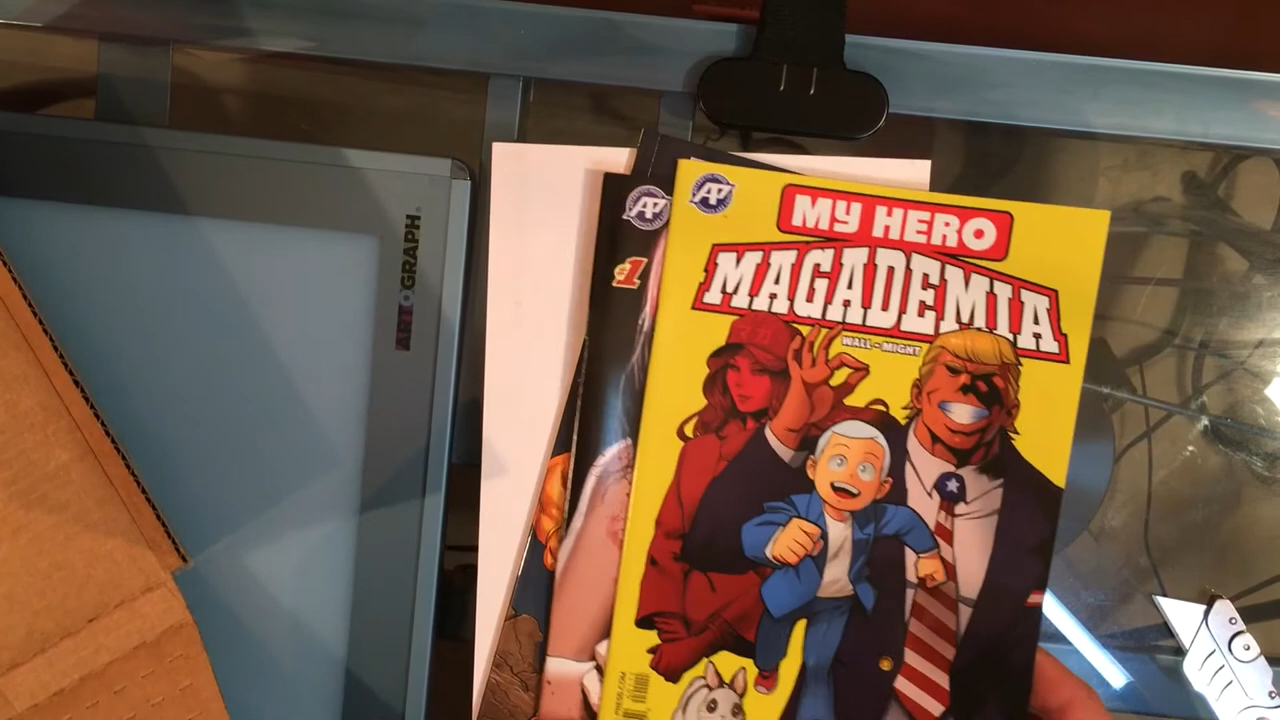 ARTOGRAPH
AP
#1
AP
MY HERO
MAGADEMIA
WALL - MIGHT